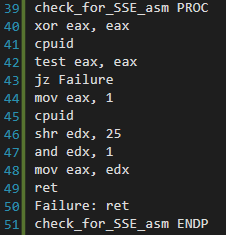 39 check_for_SSE_asm PROC
40 xor eax, eax
41 cpuid
42 test eax, eax
43 jz Failure
44 mov eax, 1
45 cpuid
46 shr edx, 25
47 and edx, 1
48 mov eax, edx
49 ret
50 Failure: ret
51 check_for_SSE_asm ENDP